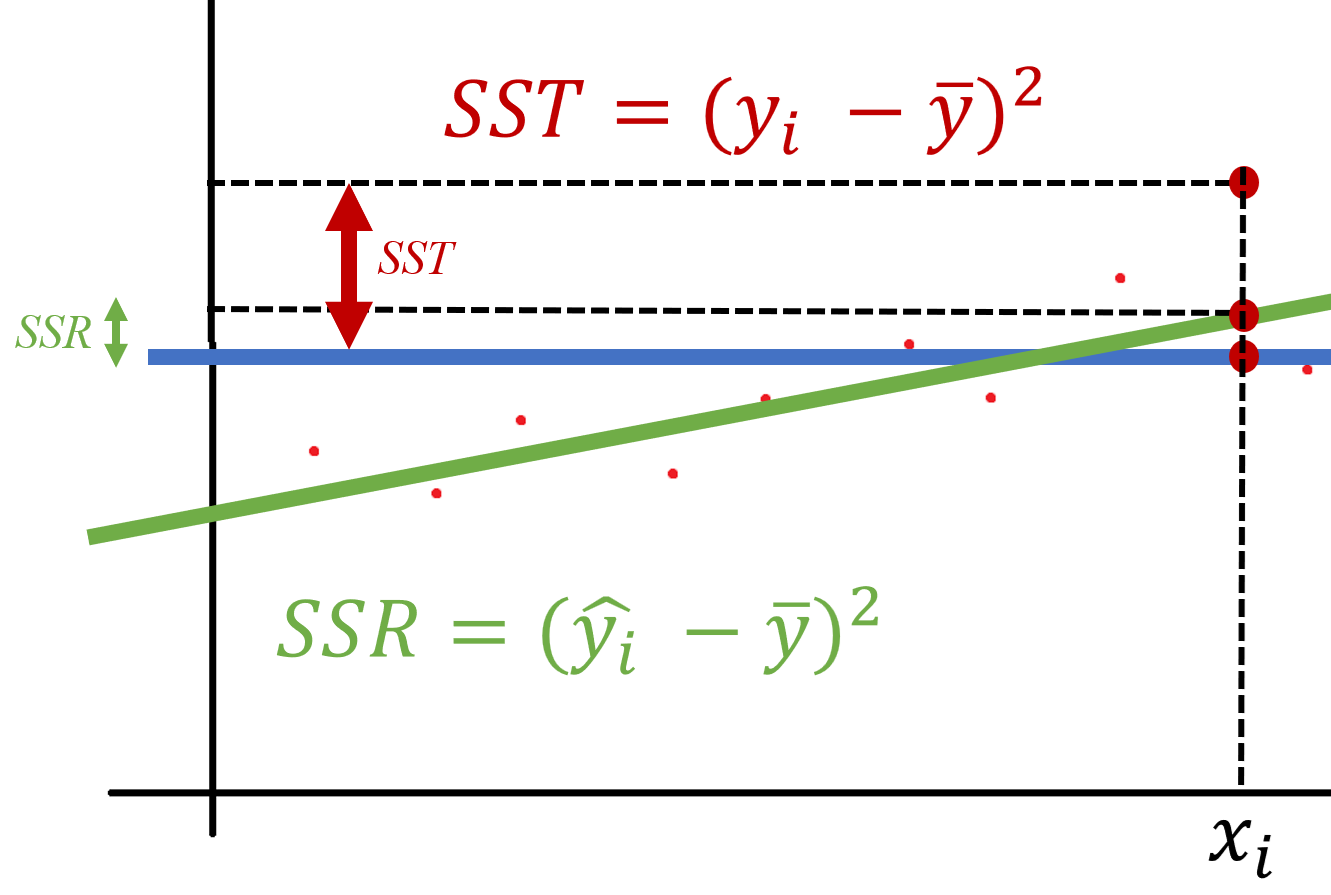 SST = (yᵢ − ȳ)²
SST
SSR
SSR = (ŷᵢ − ȳ)²
xᵢ